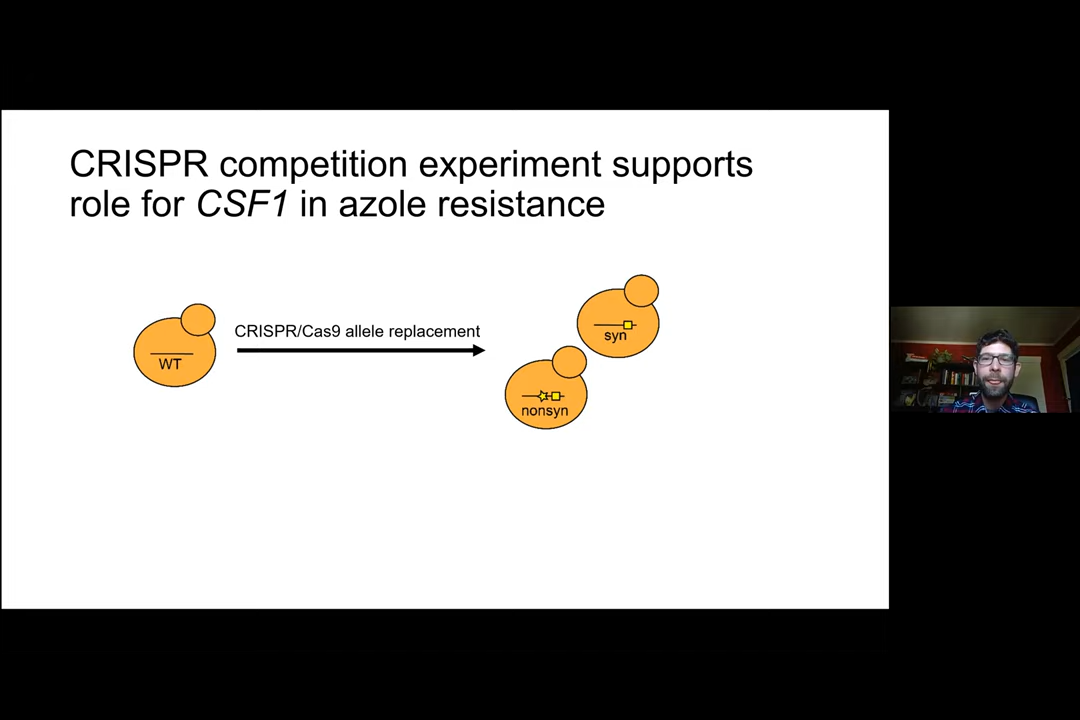 CRISPR competition experiment supports
role for CSF1 in azole resistance
CRISPR/Cas9 allele replacement
WT
syn
nonsyn